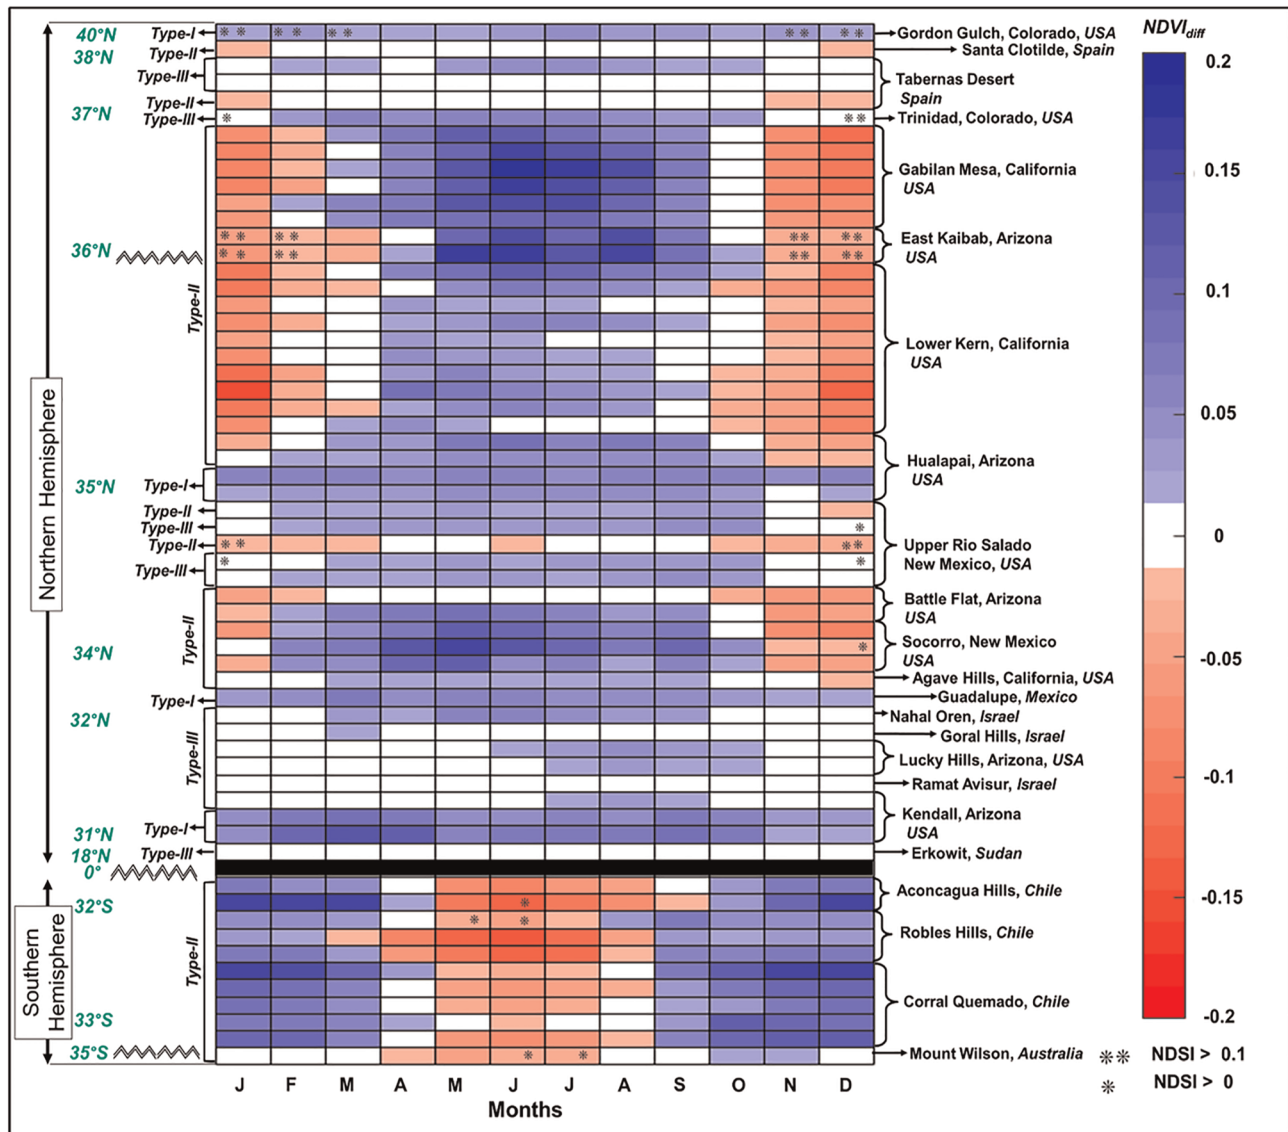 40°N
38°N
37°N
36°N
35°N
34°N
32°N
31°N
18°N
0°
32°S
33°S
35°S
Northern Hemisphere
Southern
Hemisphere
Type-I
Type-II
Type-III
Type-II
Type-III
Type-II
Type-I
Type-II
Type-III
Type-II
Type-III
Type-II
Type-I
Type-III
Type-I
Type-III
Type-II
Gordon Gulch, Colorado, USA
Santa Clotilde, Spain
Tabernas Desert
Spain
Trinidad, Colorado, USA
Gabilan Mesa, California
USA
East Kaibab, Arizona
USA
Lower Kern, California
USA
Hualapai, Arizona
USA
Upper Rio Salado
New Mexico, USA
Battle Flat, Arizona
USA
Socorro, New Mexico
USA
Agave Hills, California, USA
Guadalupe, Mexico
Nahal Oren, Israel
Goral Hills, Israel
Lucky Hills, Arizona, USA
Ramat Avisur, Israel
Kendall, Arizona
USA
Erkowit, Sudan
Aconcagua Hills, Chile
Robles Hills, Chile
Corral Quemado, Chile
Mount Wilson, Australia
J F M A M J J A S O N D
Months
NDVIdiff
0.2
0.15
0.1
0.05
0
-0.05
-0.1
-0.15
-0.2
NDSI > 0.1
NDSI > 0